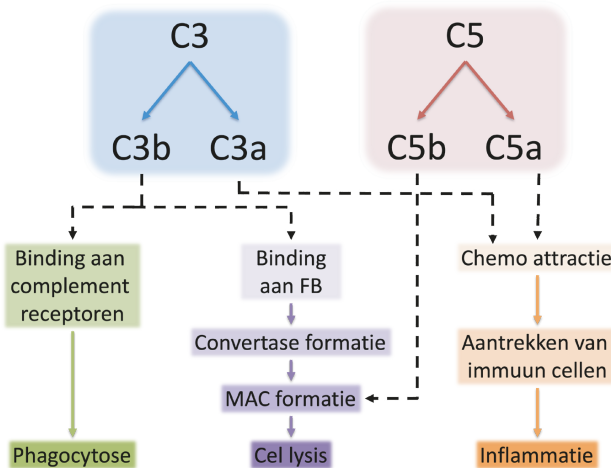 C3
C5
C3b
C3a
C5b
C5a
Binding aan
complement
receptoren
Binding
aan FB
Chemo attractie
Convertase formatie
Aantrekken van
immuun cellen
MAC formatie
Phagocytose
Cel lysis
Inflammatie